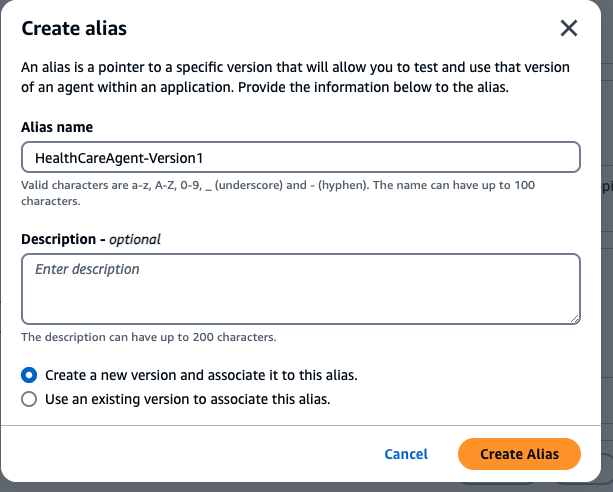 Create alias
An alias is a pointer to a specific version that will allow you to test and use that version
of an agent within an application. Provide the information below to the alias.
Alias name
HealthCareAgent-Version1
Valid characters are a-z, A-Z, 0-9, _ (underscore) and - (hyphen). The name can have up to 100
characters.
Description - optional
Enter description
The description can have up to 200 characters.
Create a new version and associate it to this alias.
Use an existing version to associate this alias.
Cancel
Create Alias